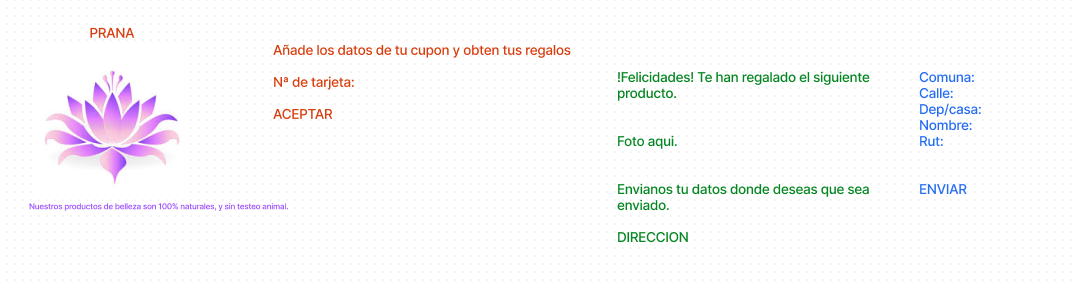 PRANA
Nuestros productos de belleza son 100% naturales, y sin testeo animal.
Añade los datos de tu cupon y obten tus regalos
Nª de tarjeta:
ACEPTAR
!Felicidades! Te han regalado el siguiente
producto.
Foto aqui.
Envianos tu datos donde deseas que sea
enviado.
DIRECCION
Comuna:
Calle:
Dep/casa:
Nombre:
Rut:
ENVIAR